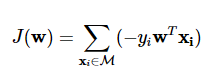 J(w) = ∑_{x_i∈ℳ} (−y_i w^T x_i)